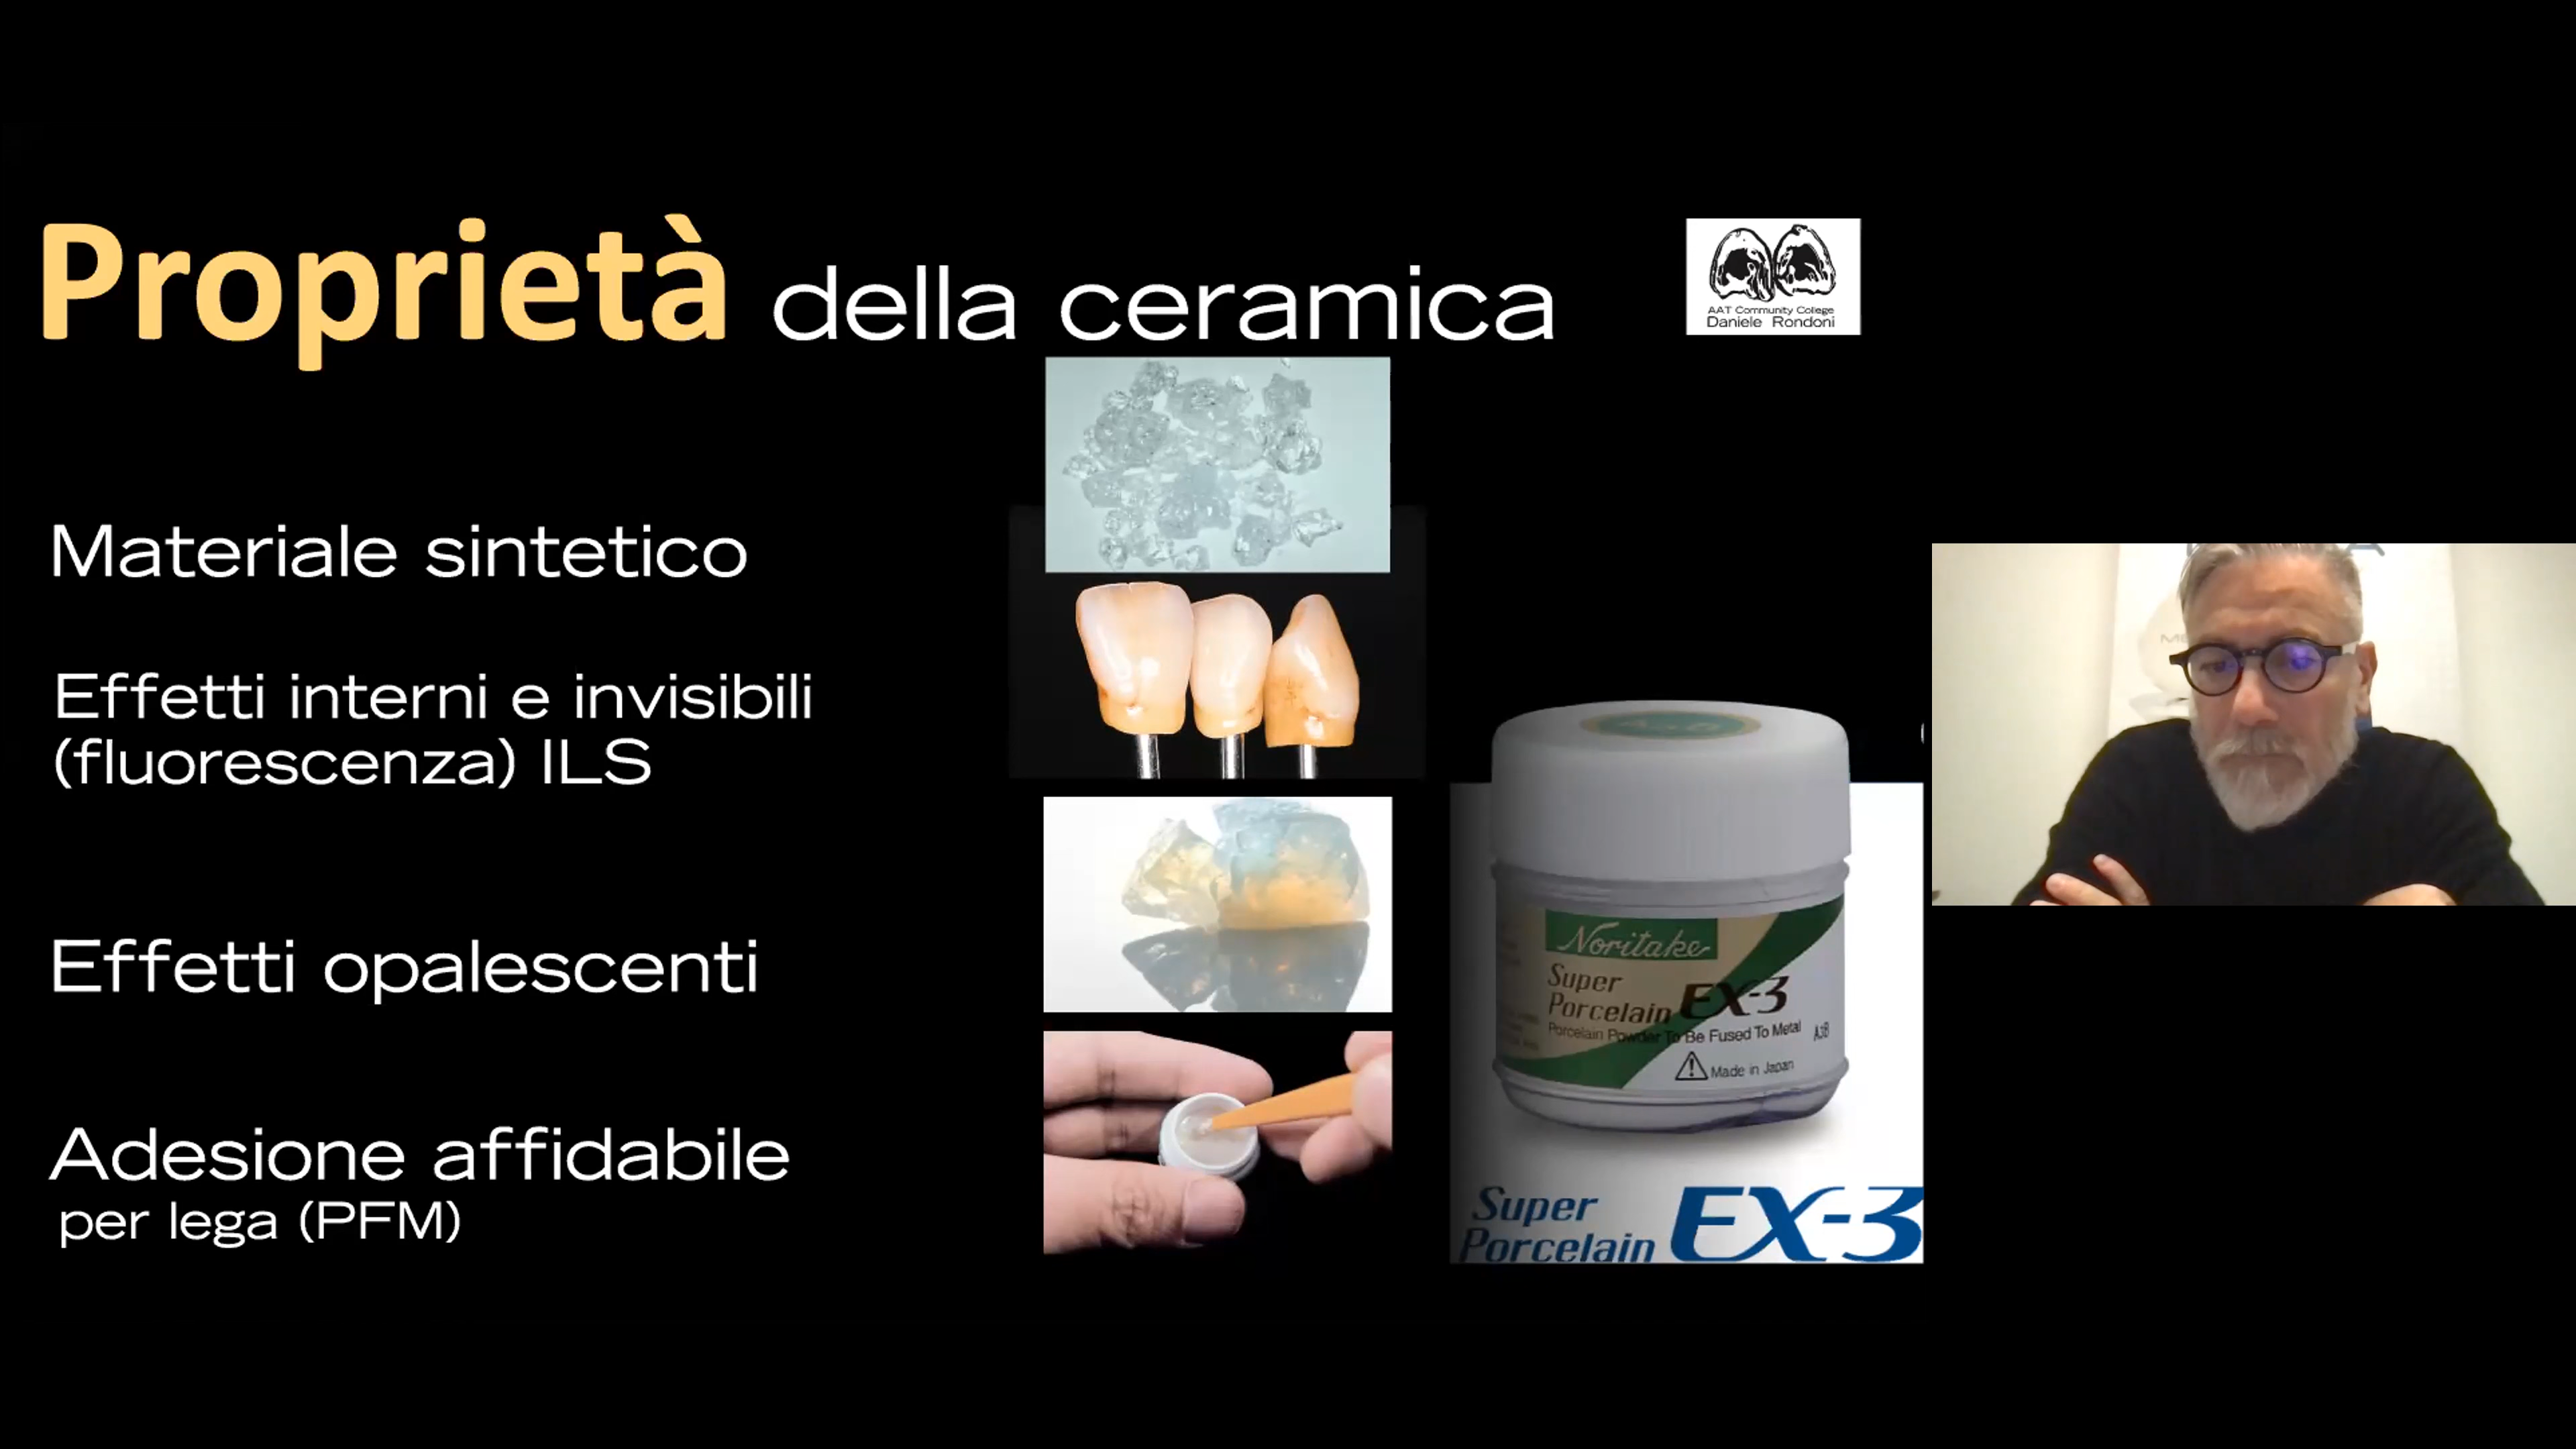 Proprietà della ceramica
AAT Community College
Daniele Rondoni
Materiale sintetico
Effetti interni e invisibili
(fluorescenza) ILS
Effetti opalescenti
Adesione affidabile
per lega (PFM)
Noritake
Super
Porcelain EX-3
Porcelain Powder To Be Fused To Metal A3B
Made in Japan
Super
Porcelain EX-3